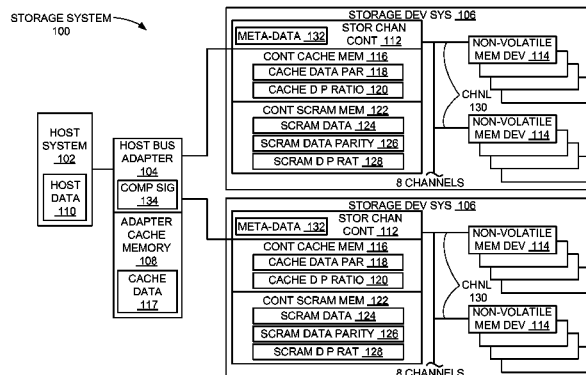 STORAGE SYSTEM
100
HOST
SYSTEM
102
HOST
DATA
110
HOST BUS
ADAPTER
104
COMP SIG
134
ADAPTER
CACHE
MEMORY
108
CACHE
DATA
117
STORAGE DEV SYS 106
META-DATA 132
STOR CHAN
CONT 112
CONT CACHE MEM 116
CACHE DATA PAR 118
CACHE D P RATIO 120
CONT SCRAM MEM 122
SCRAM DATA 124
SCRAM DATA PARITY 126
SCRAM D P RAT 128
NON-VOLATILE
MEM DEV 114
CHNL
130
NON-VOLATILE
MEM DEV 114
8 CHANNELS
STORAGE DEV SYS 106
META-DATA 132
STOR CHAN
CONT 112
CONT CACHE MEM 116
CACHE DATA PAR 118
CACHE D P RATIO 120
CONT SCRAM MEM 122
SCRAM DATA 124
SCRAM DATA PARITY 126
SCRAM D P RAT 128
NON-VOLATILE
MEM DEV 114
CHNL
130
NON-VOLATILE
MEM DEV 114
8 CHANNELS